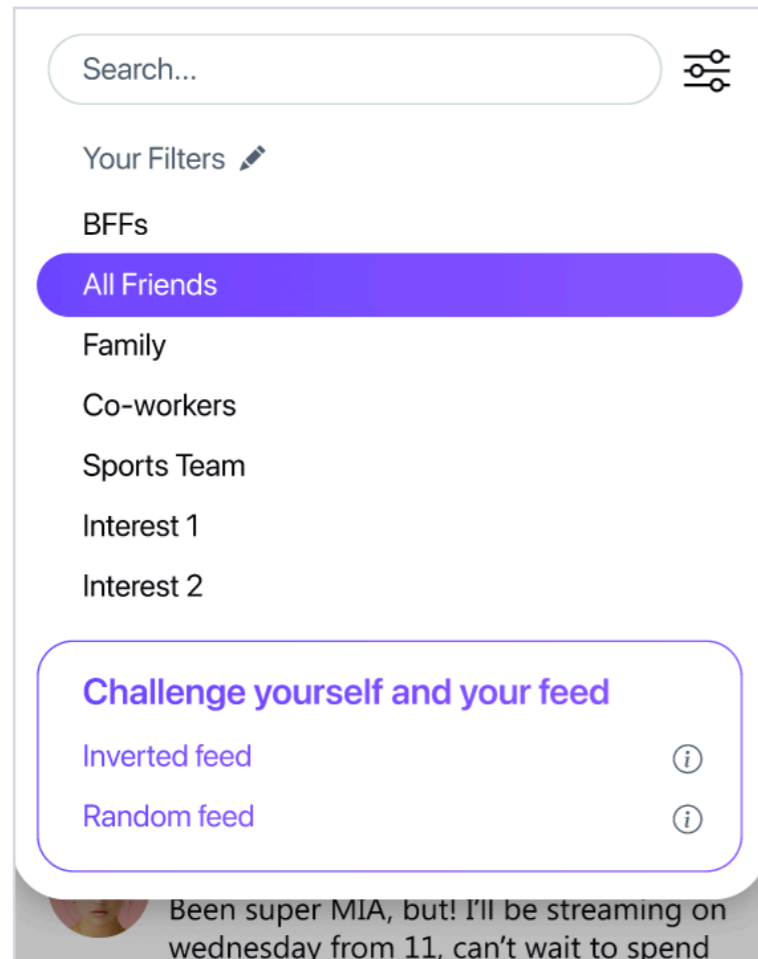 Search...
Your Filters
BFFs
All Friends
Family
Co-workers
Sports Team
Interest 1
Interest 2
Challenge yourself and your feed
Inverted feed
i
Random feed
i
Been super MIA, but! I'll be streaming on
wednesday from 11, can't wait to spend